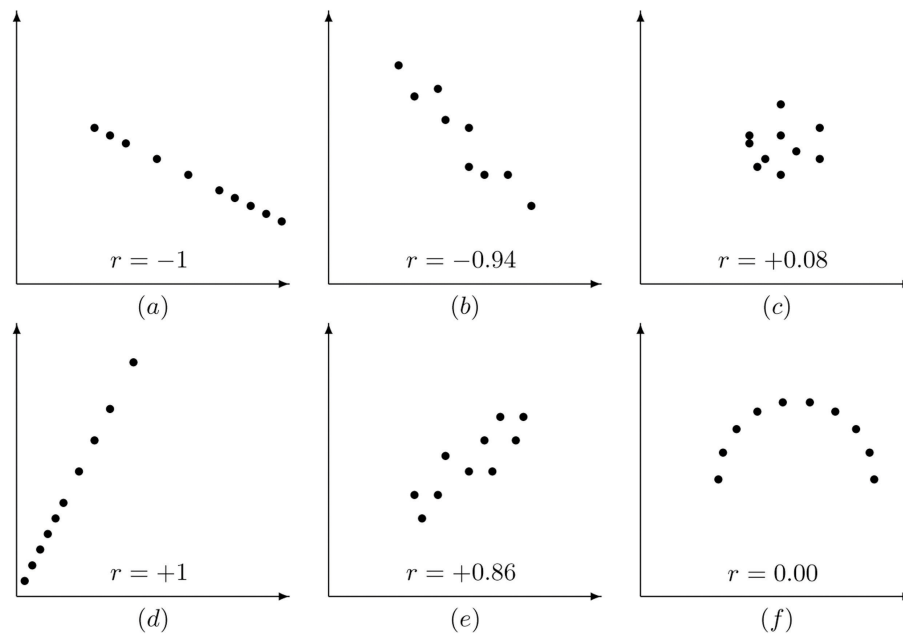 r = −1
r = −0.94
r = +0.08
(a)
(b)
(c)
r = +1
r = +0.86
r = 0.00
(d)
(e)
(f)